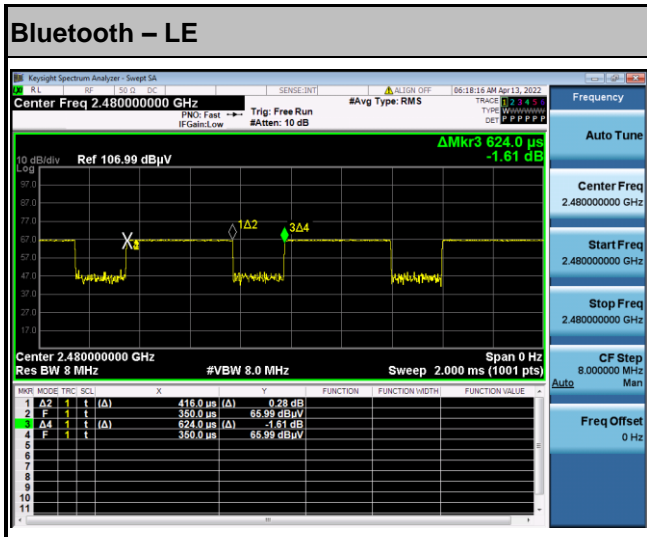 Bluetooth – LE
Keysight Spectrum Analyzer - Swept SA
RL RF 50 Ω DC SENSE:INT ALIGN OFF 06:18:16 AM Apr 13, 2022
Center Freq 2.480000000 GHz #Avg Type: RMS TRACE 1 2 3 4 5 6
PNO: Fast Trig: Free Run TYPE WWWWWW
IFGain:Low #Atten: 10 dB DET P P P P P P
Frequency
Auto Tune
ΔMkr3 624.0 µs
-1.61 dB
10 dB/div Ref 106.99 dBµV
Log
97.0
87.0
77.0
67.0
57.0
47.0
37.0
27.0
17.0
1Δ2
3Δ4
Center Freq
2.480000000 GHz
Start Freq
2.480000000 GHz
Stop Freq
2.480000000 GHz
CF Step
8.000000 MHz
Auto Man
Freq Offset
0 Hz
Center 2.480000000 GHz Span 0 Hz
Res BW 8 MHz #VBW 8.0 MHz Sweep 2.000 ms (1001 pts)
MKR MODE TRC SCL X Y FUNCTION FUNCTION WIDTH FUNCTION VALUE
1 Δ2 1 t (Δ) 416.0 µs (Δ) 0.28 dB
2 F 1 t 350.0 µs 65.99 dBuV
3 Δ4 1 t (Δ) 624.0 µs (Δ) -1.61 dB
4 F 1 t 350.0 µs 65.99 dBuV
5
6
7
8
9
10
11